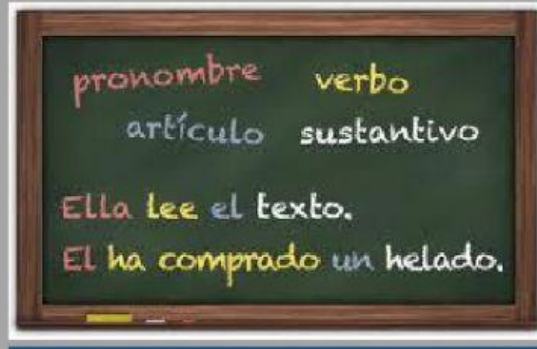 pronombre verbo
artículo sustantivo
Ella lee el texto.
El ha comprado un helado.